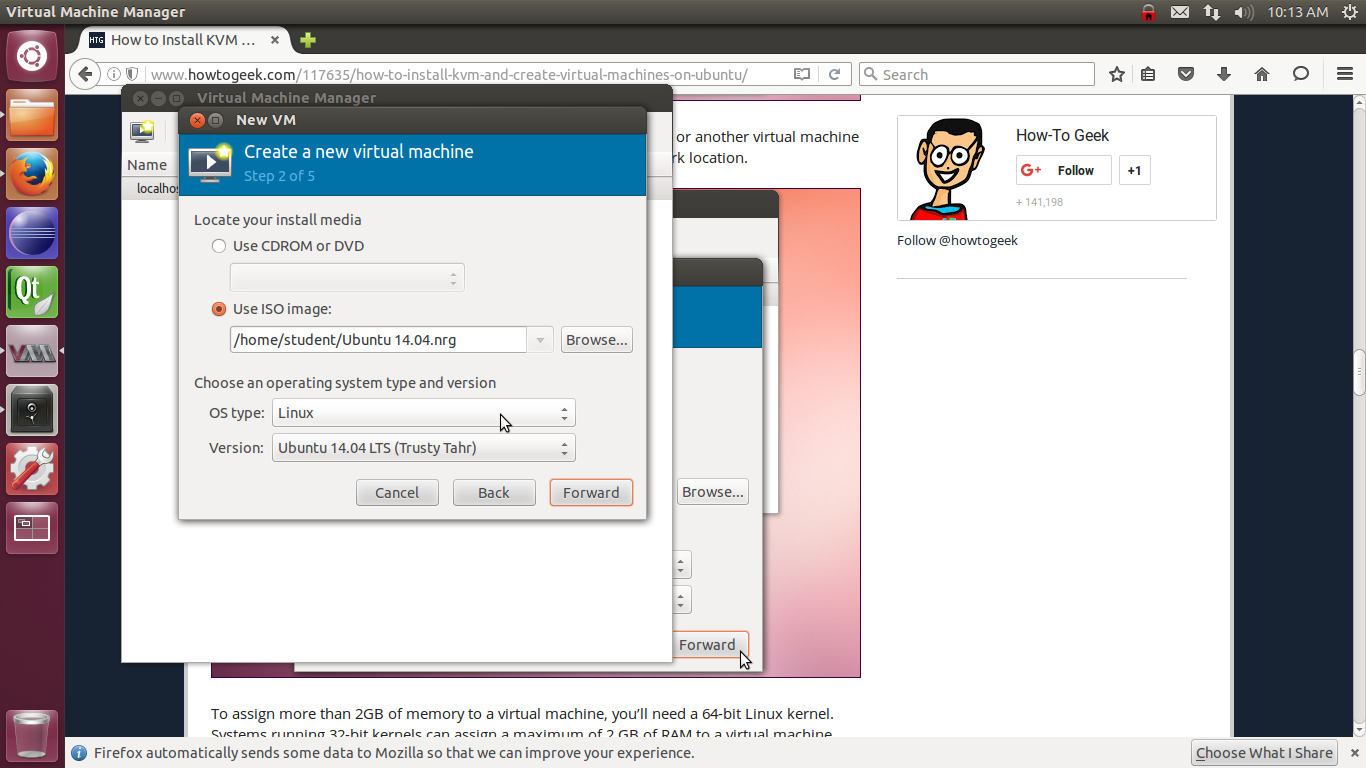 Virtual Machine Manager
10:13 AM
HTG How to Install KVM ...
www.howtogeek.com/117635/how-to-install-kvm-and-create-virtual-machines-on-ubuntu/
Search
Virtual Machine Manager
New VM
Create a new virtual machine
Step 2 of 5
Name
localhos
Locate your install media
Use CDROM or DVD
Use ISO image:
/home/student/Ubuntu 14.04.nrg
Browse...
Choose an operating system type and version
OS type: Linux
Version: Ubuntu 14.04 LTS (Trusty Tahr)
Cancel Back Forward
or another virtual machine
rk location.
Browse...
Forward
To assign more than 2GB of memory to a virtual machine, you’ll need a 64-bit Linux kernel.
Systems running 32-bit kernels can assign a maximum of 2 GB of RAM to a virtual machine
How-To Geek
G+ Follow +1
+ 141,198
Follow @howtogeek
Qt
VM
Firefox automatically sends some data to Mozilla so that we can improve your experience.
Choose What I Share